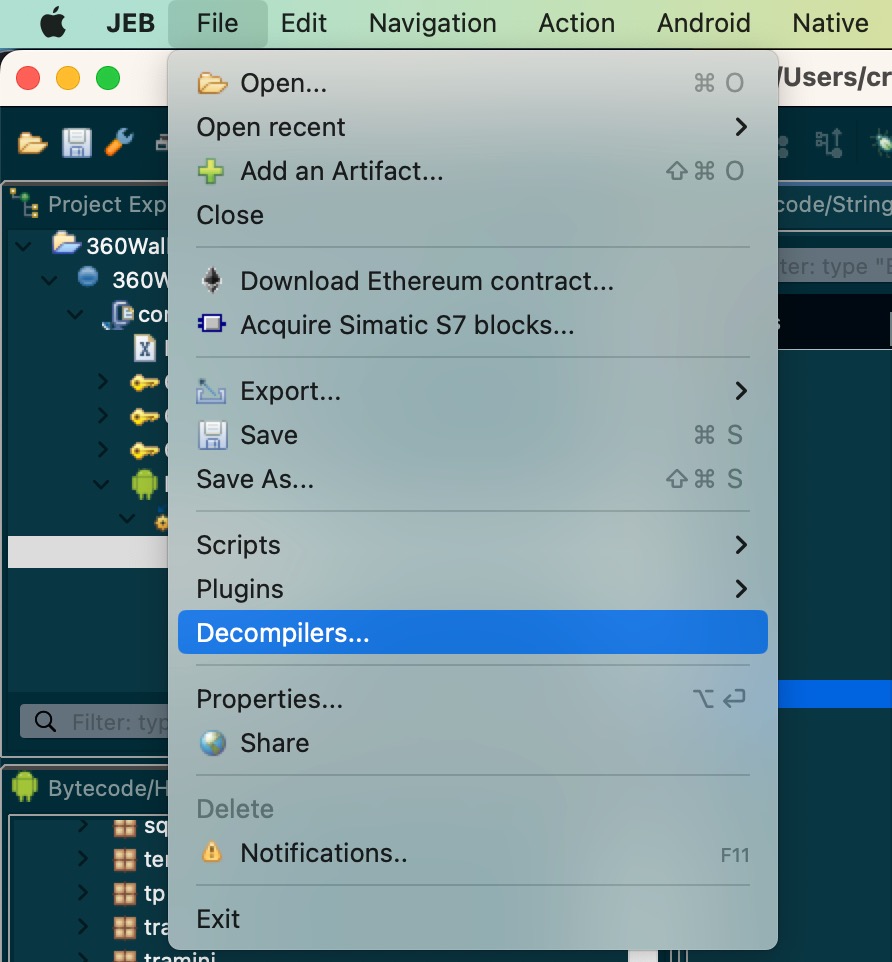 JEB File Edit Navigation Action Android Native
/Users/cr
Open... ⌘ O
Open recent
Add an Artifact... ⇧⌘ O
Close
Download Ethereum contract...
Acquire Simatic S7 blocks...
Export...
Save ⌘ S
Save As... ⇧⌘ S
Scripts
Plugins
Decompilers...
Properties... ⌥ ↩
Share
Delete
Notifications.. F11
Exit
Project Exp
360Wal
360W
co
Filter: typ
Bytecode/H
sq
te
tp
tra
tramini
code/String
ter: type "